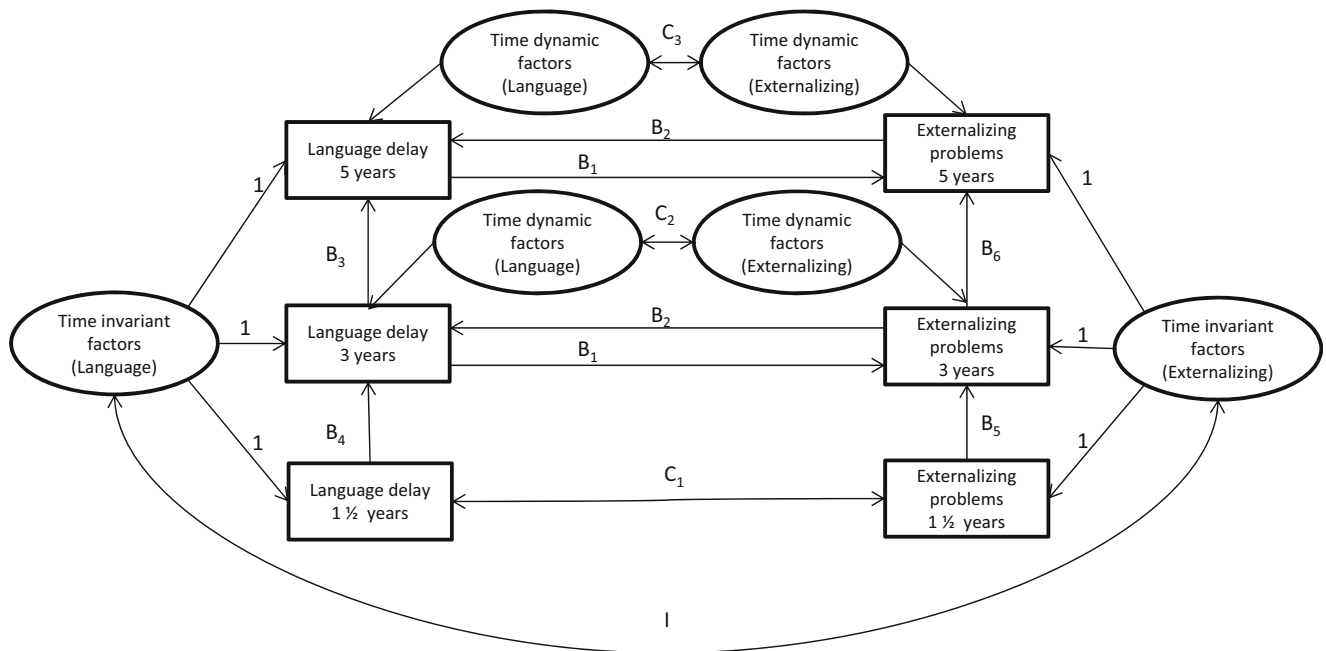 C3
Time dynamic
factors
(Language)
Time dynamic
factors
(Externalizing)
Language delay
5 years
B2
B1
Externalizing
problems
5 years
1
1
Time dynamic
factors
(Language)
C2
Time dynamic
factors
(Externalizing)
B3
B6
Time invariant
factors
(Language)
1
Language delay
3 years
B2
B1
Externalizing
problems
3 years
1
Time invariant
factors
(Externalizing)
1
B4
B5
1
Language delay
1 ½ years
C1
Externalizing
problems
1 ½ years
I